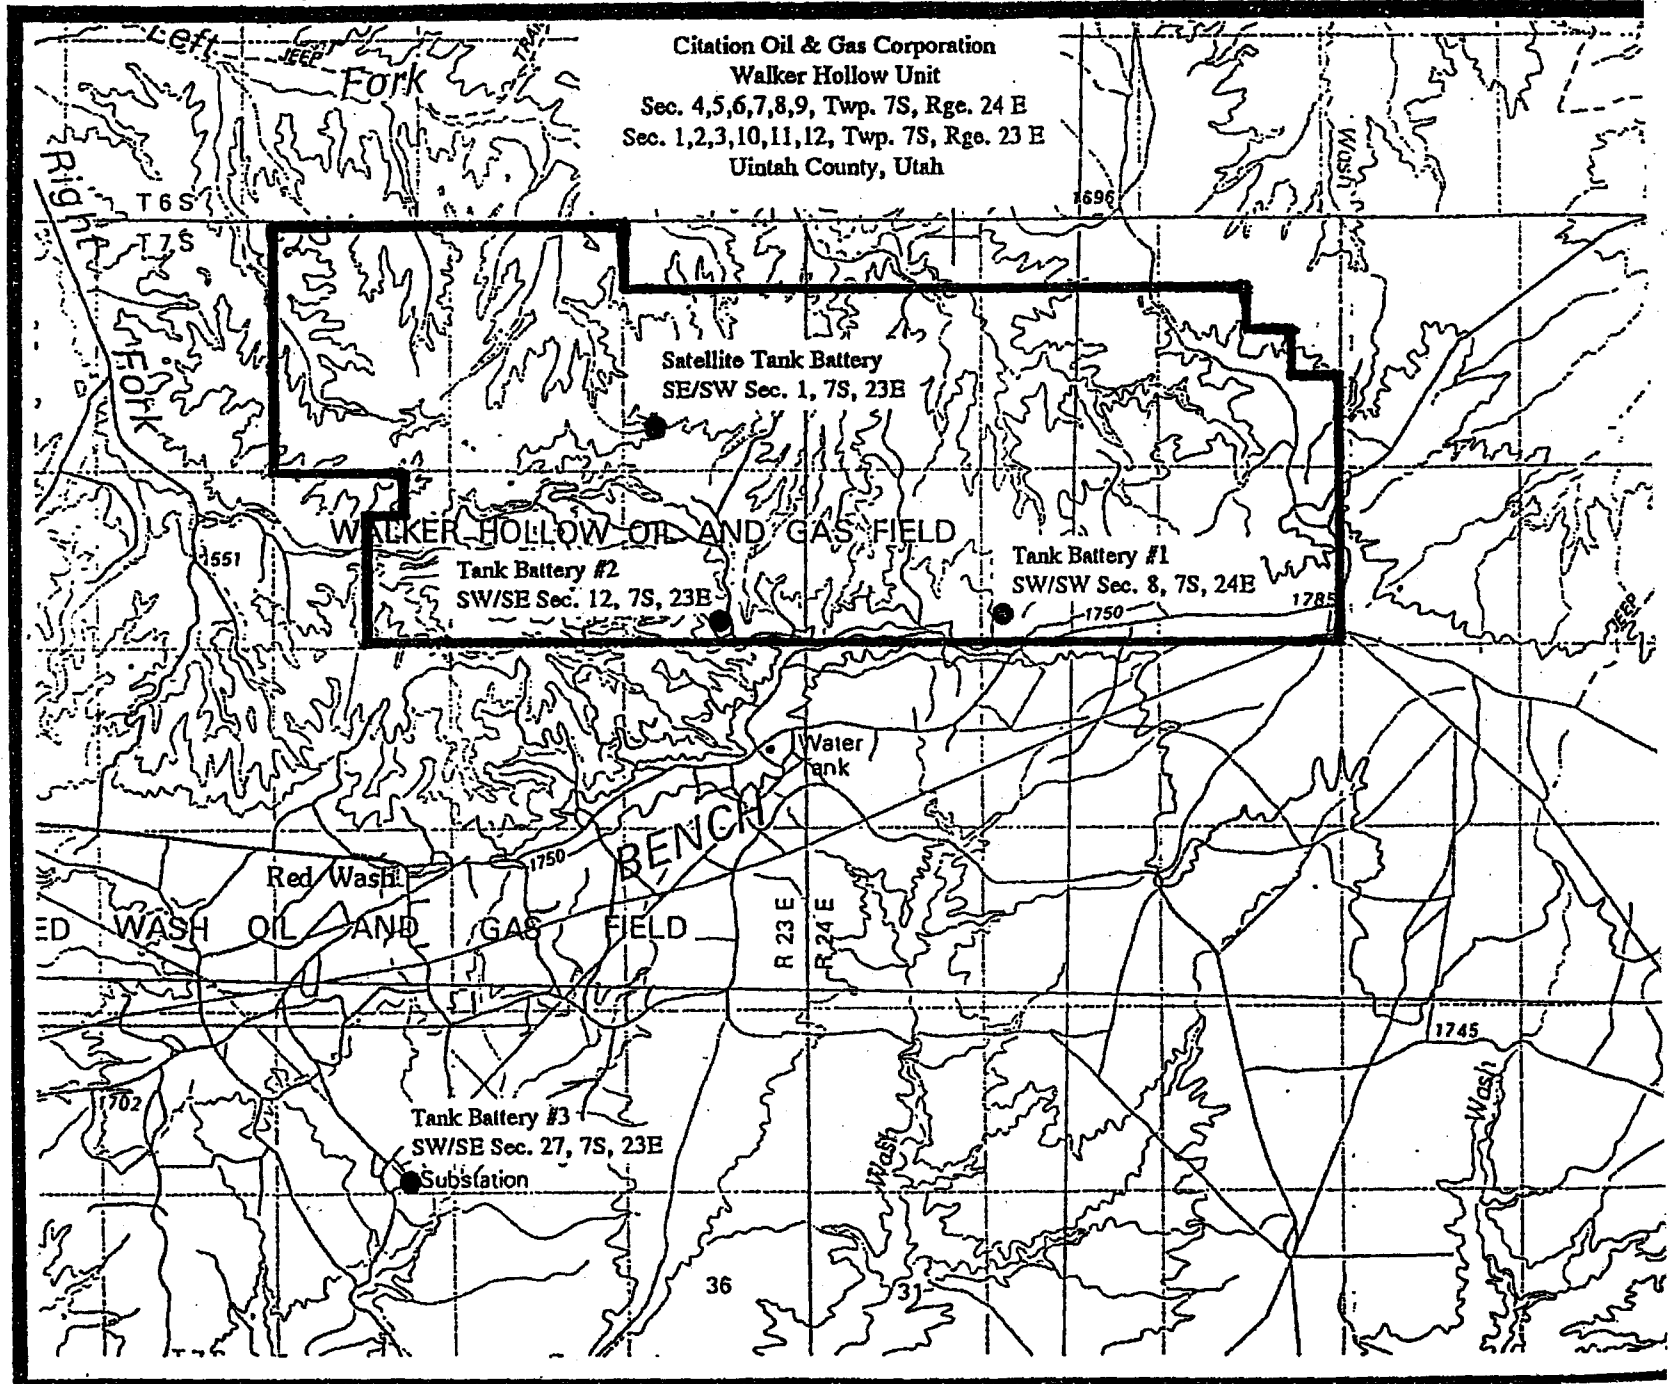 Citation Oil & Gas Corporation
Walker Hollow Unit
Sec. 4,5,6,7,8,9, Twp. 7S, Rge. 24 E
Sec. 1,2,3,10,11,12, Twp. 7S, Rge. 23 E
Uintah County, Utah
Left
Fork
JEEP
Right
Fork
T 6 S
T 7 S
1696
Wash
Satellite Tank Battery
SE/SW Sec. 1, 7S, 23E
WALKER HOLLOW OIL AND GAS FIELD
1551
Tank Battery #2
SW/SE Sec. 12, 7S, 23E
Tank Battery #1
SW/SW Sec. 8, 7S, 24E
1750
1785
JEEP
Water
ank
BENCH
1750
Red Wash
ED WASH OIL AND GAS FIELD
R 23 E
R 24 E
1745
1702
Wash
Tank Battery #3
SW/SE Sec. 27, 7S, 23E
Substation
Wash
36
31